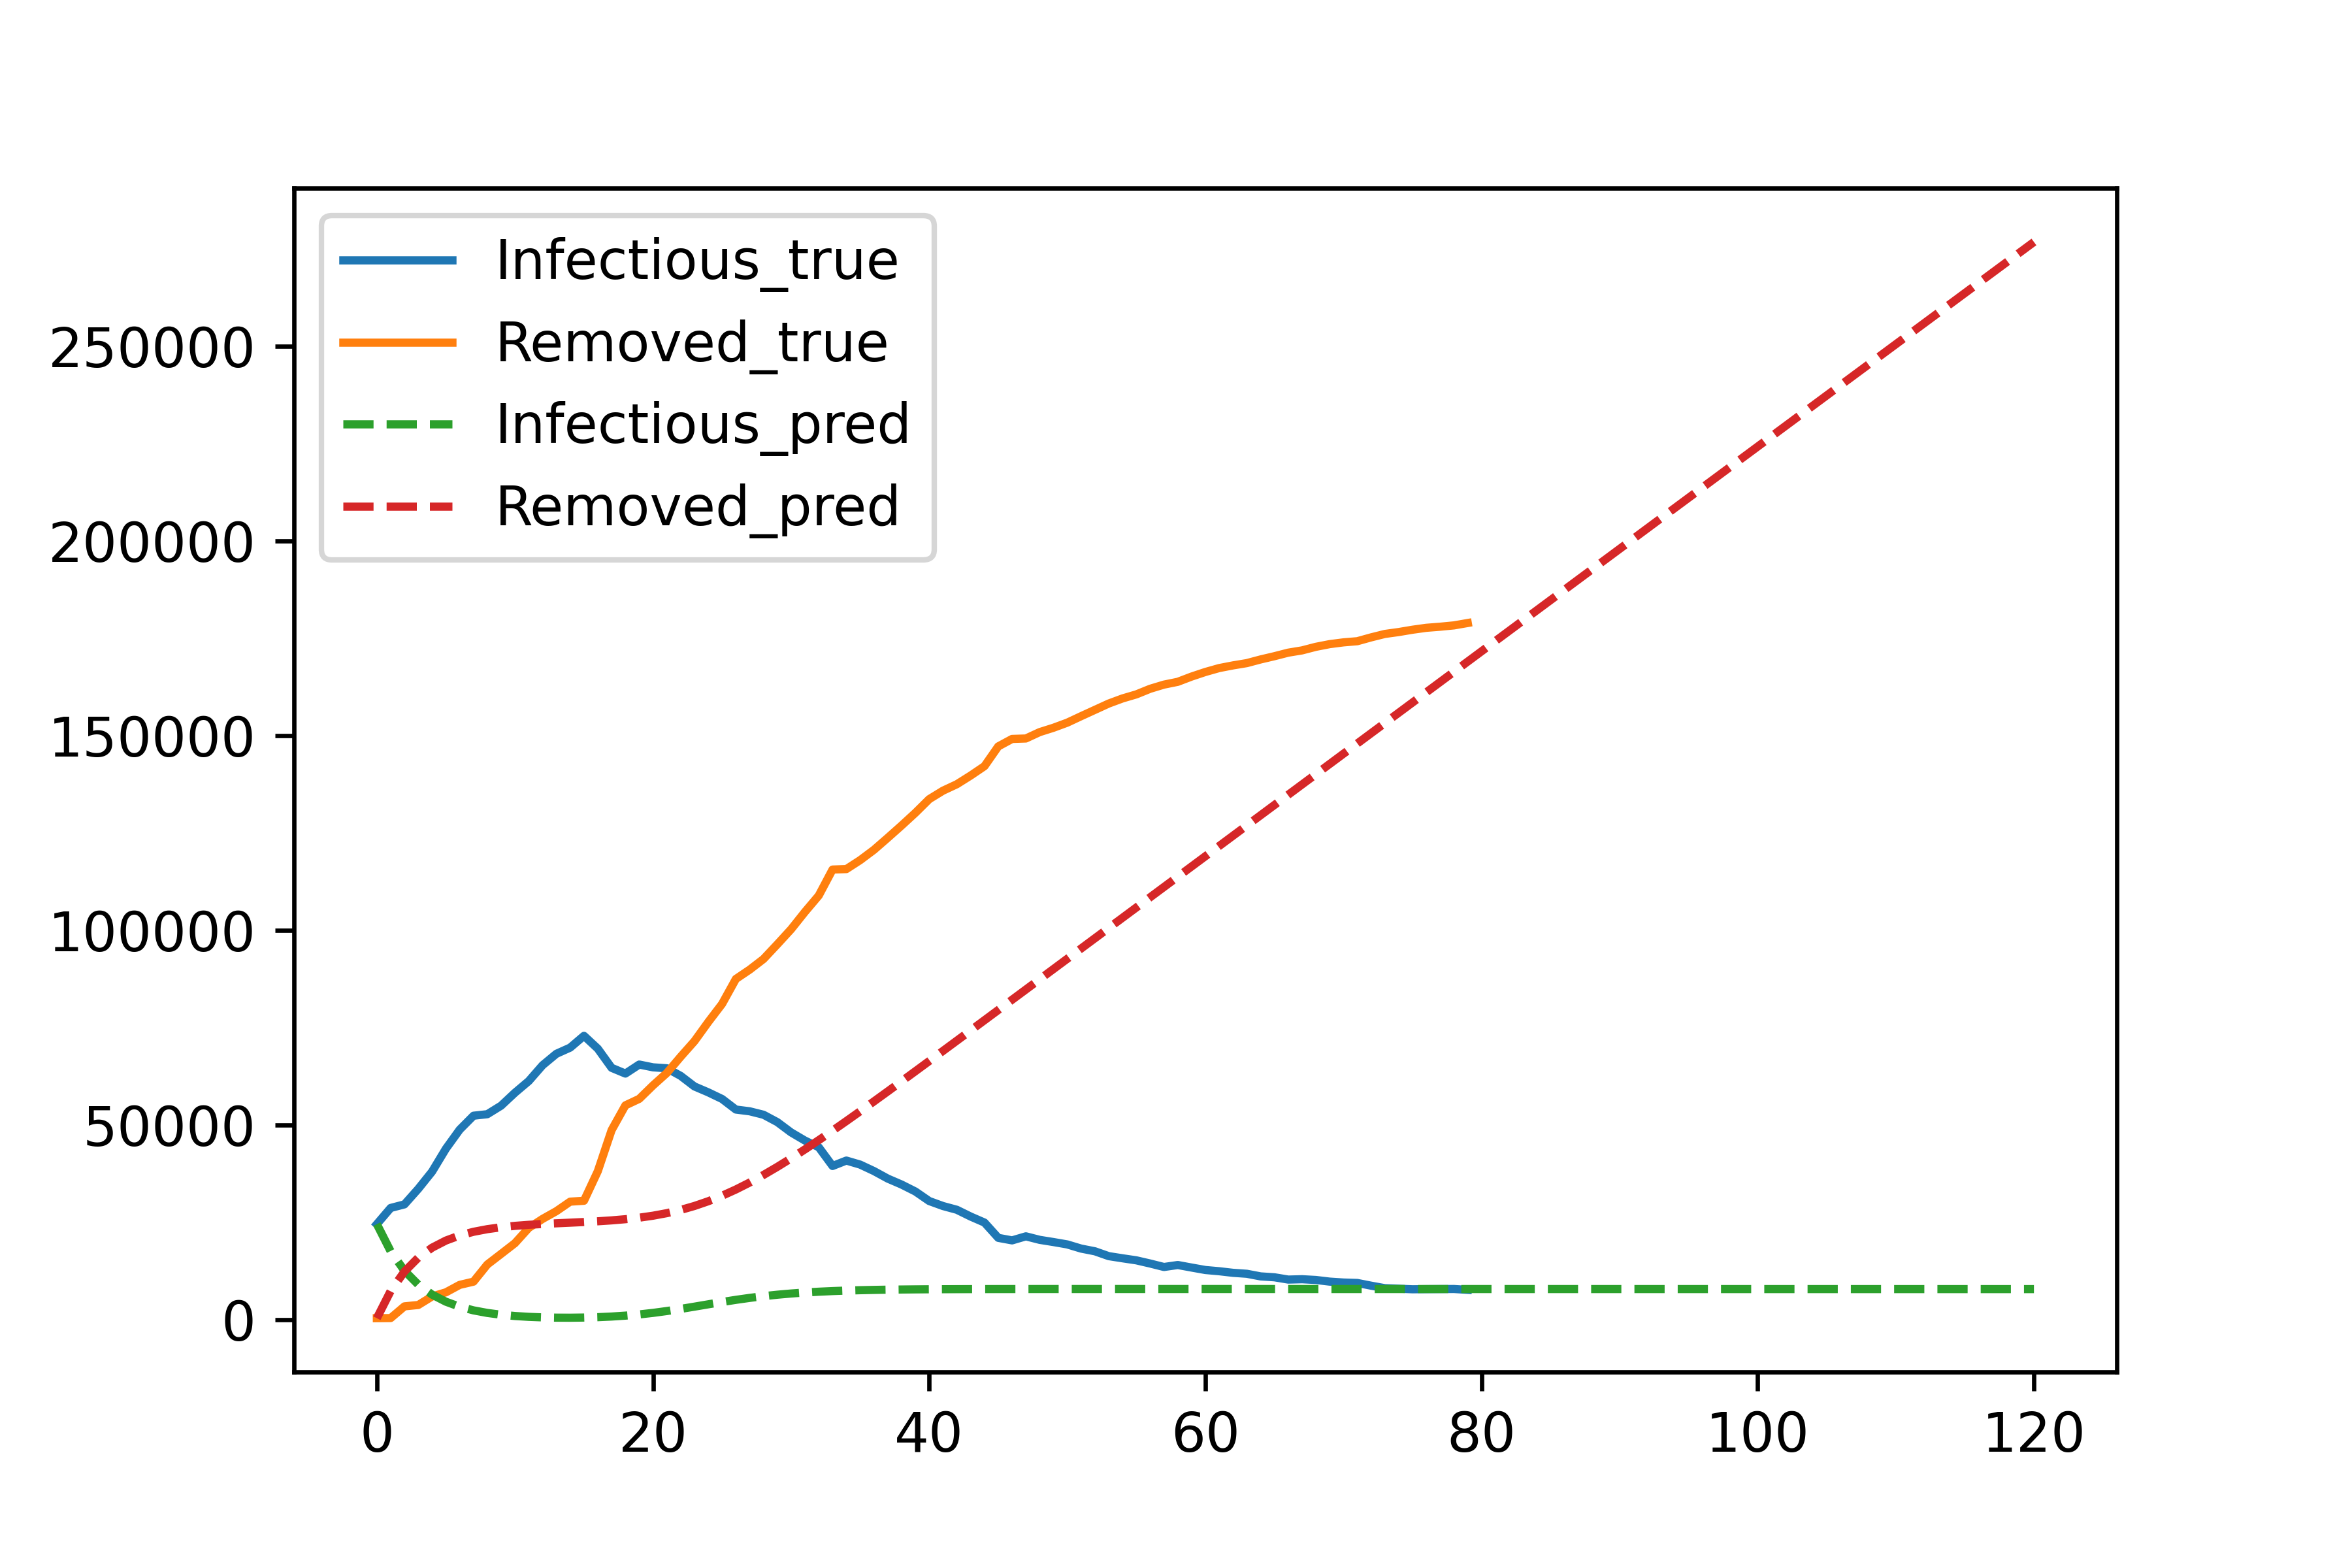 Infectious_true
Removed_true
Infectious_pred
Removed_pred
250000
200000
150000
100000
50000
0
0 20 40 60 80 100 120